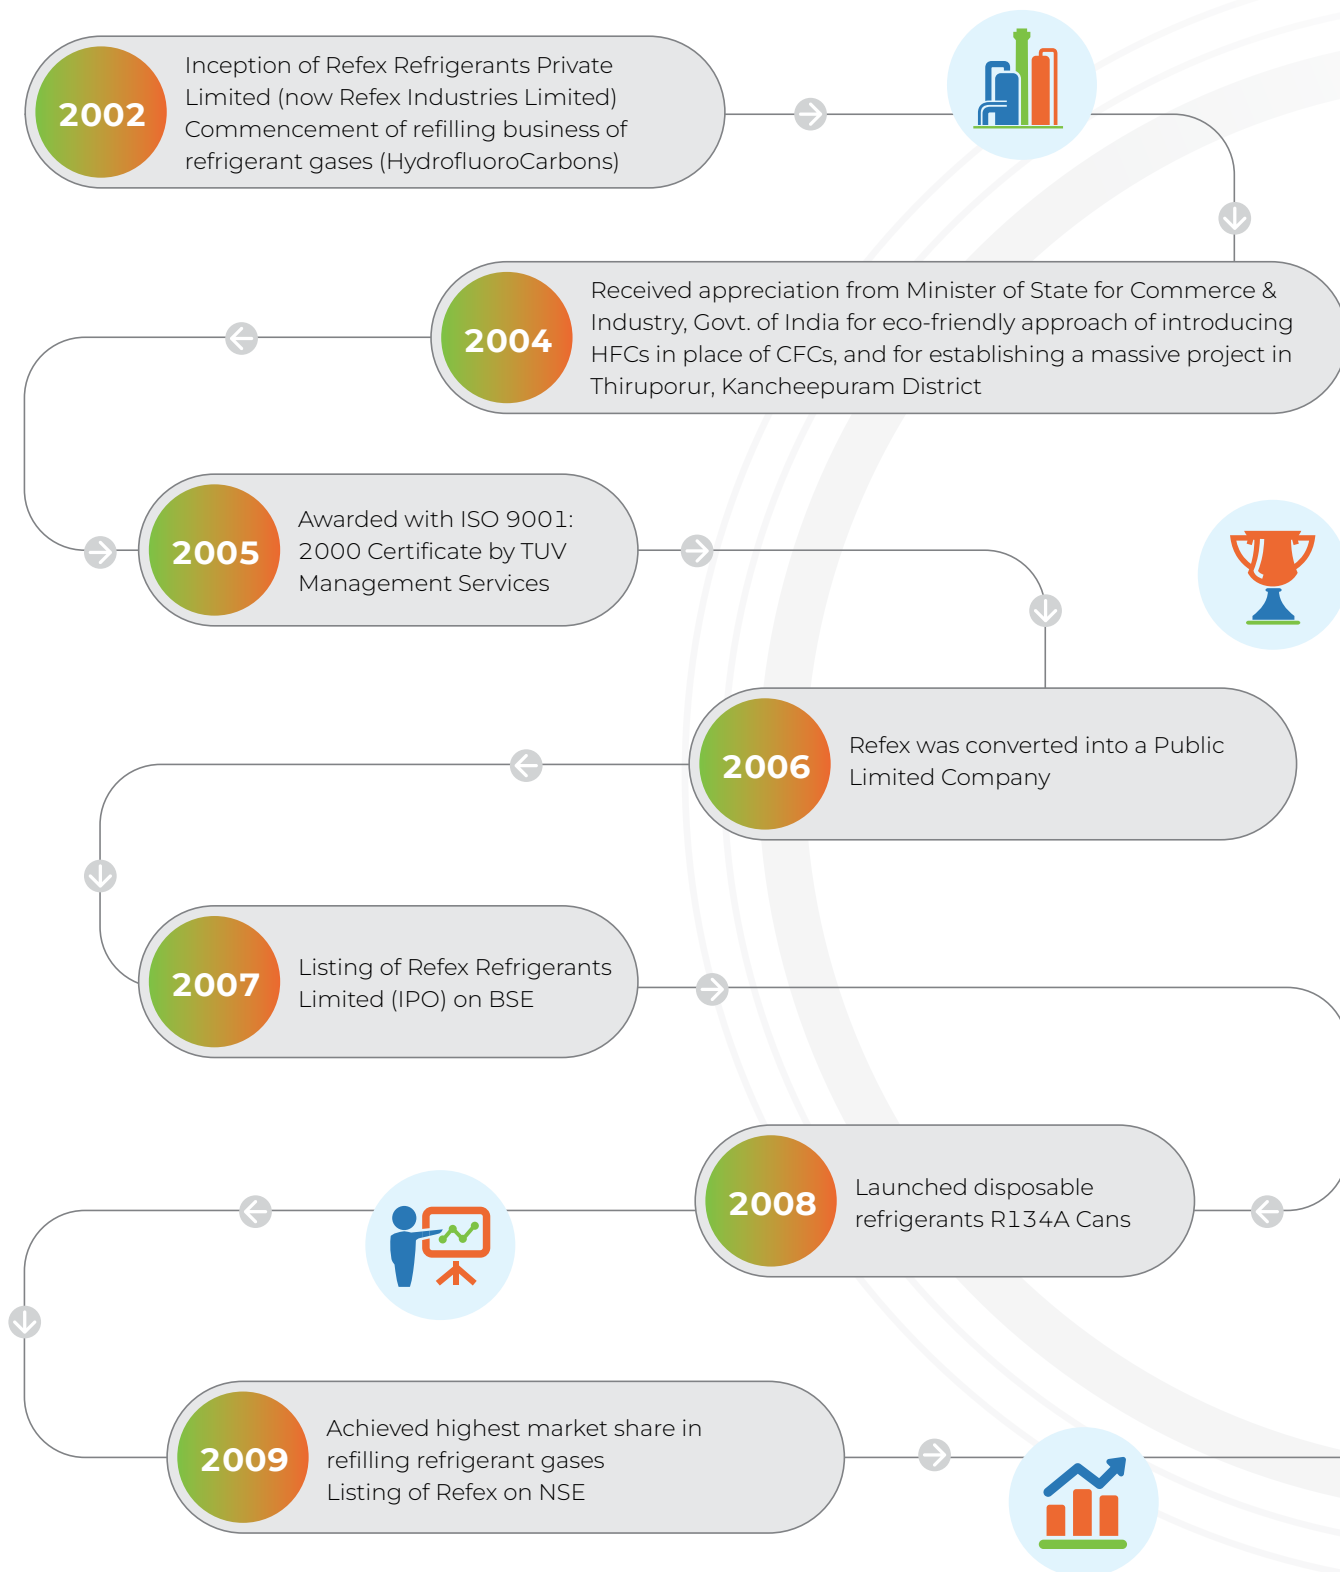 2002
Inception of Refex Refrigerants Private
Limited (now Refex Industries Limited)
Commencement of refilling business of
refrigerant gases (HydrofluoroCarbons)
2004
Received appreciation from Minister of State for Commerce &
Industry, Govt. of India for eco-friendly approach of introducing
HFCs in place of CFCs, and for establishing a massive project in
Thiruporur, Kancheepuram District
2005
Awarded with ISO 9001:
2000 Certificate by TUV
Management Services
2006
Refex was converted into a Public
Limited Company
2007
Listing of Refex Refrigerants
Limited (IPO) on BSE
2008
Launched disposable
refrigerants R134A Cans
2009
Achieved highest market share in
refilling refrigerant gases
Listing of Refex on NSE